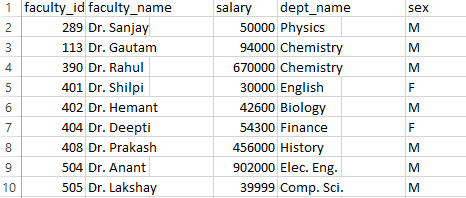 1 faculty_id faculty_name salary dept_name sex
2 289 Dr. Sanjay 50000 Physics M
3 113 Dr. Gautam 94000 Chemistry M
4 390 Dr. Rahul 670000 Chemistry M
5 401 Dr. Shilpi 30000 English F
6 402 Dr. Hemant 42600 Biology M
7 404 Dr. Deepti 54300 Finance F
8 408 Dr. Prakash 456000 History M
9 504 Dr. Anant 902000 Elec. Eng. M
10 505 Dr. Lakshay 39999 Comp. Sci. M